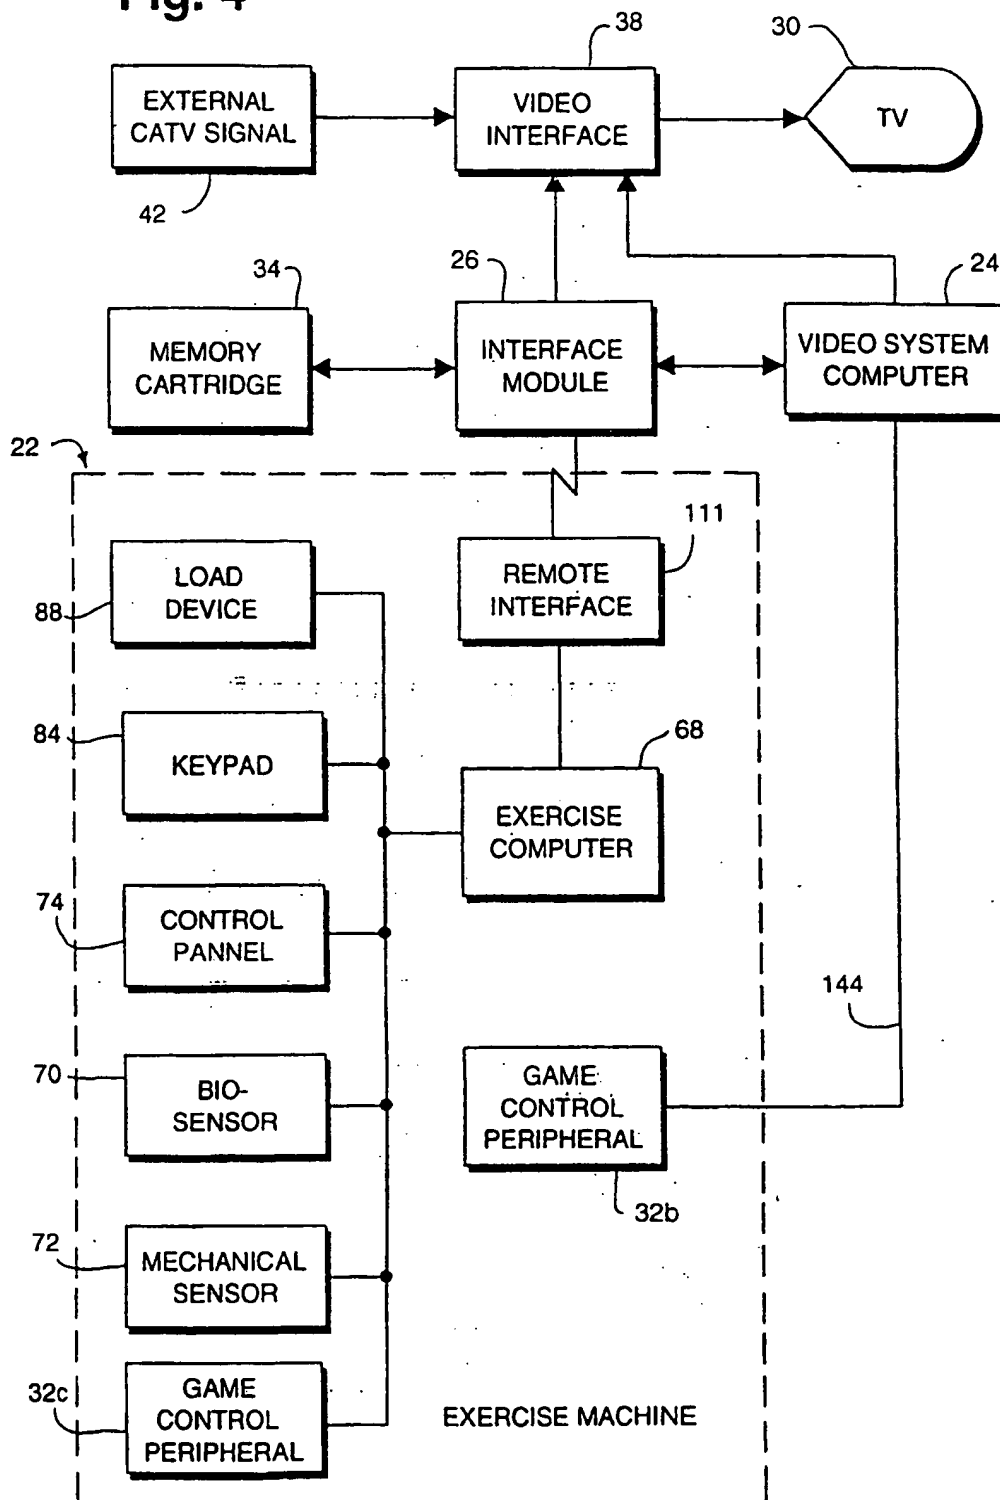 Fig. 4
38
30
EXTERNAL
CATV SIGNAL
VIDEO
INTERFACE
TV
42
34
26
24
MEMORY
CARTRIDGE
INTERFACE
MODULE
VIDEO SYSTEM
COMPUTER
22
111
LOAD
DEVICE
REMOTE
INTERFACE
88
84
KEYPAD
68
EXERCISE
COMPUTER
74
CONTROL
PANNEL
144
70
BIO-
SENSOR
GAME
CONTROL
PERIPHERAL
32b
72
MECHANICAL
SENSOR
32c
GAME
CONTROL
PERIPHERAL
EXERCISE MACHINE